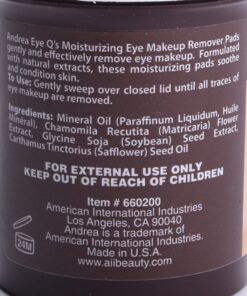 Andrea Eye Q's Moisturizing Eye Makeup Remover Pads
gently and effectively remove eye makeup. Formulated
with natural extracts, these moisturizing pads soothe
and condition skin.
To Use: Gently sweep over closed lid until all traces of
eye makeup are removed.
Ingredients: Mineral Oil (Paraffinum Liquidum, Huile
Minéral), Chamomila Recutita (Matricaria) Flower
Extract, Glycine Soja (Soybean) Seed Extract,
Carthamus Tinctorius (Safflower) Seed Oil
FOR EXTERNAL USE ONLY
KEEP OUT OF REACH OF CHILDREN
Item # 660200
American International Industries
Los Angeles, CA 90040
Andrea is a trademark of
American International Industries
Made in U.S.A.
www.aiibeauty.com
24M